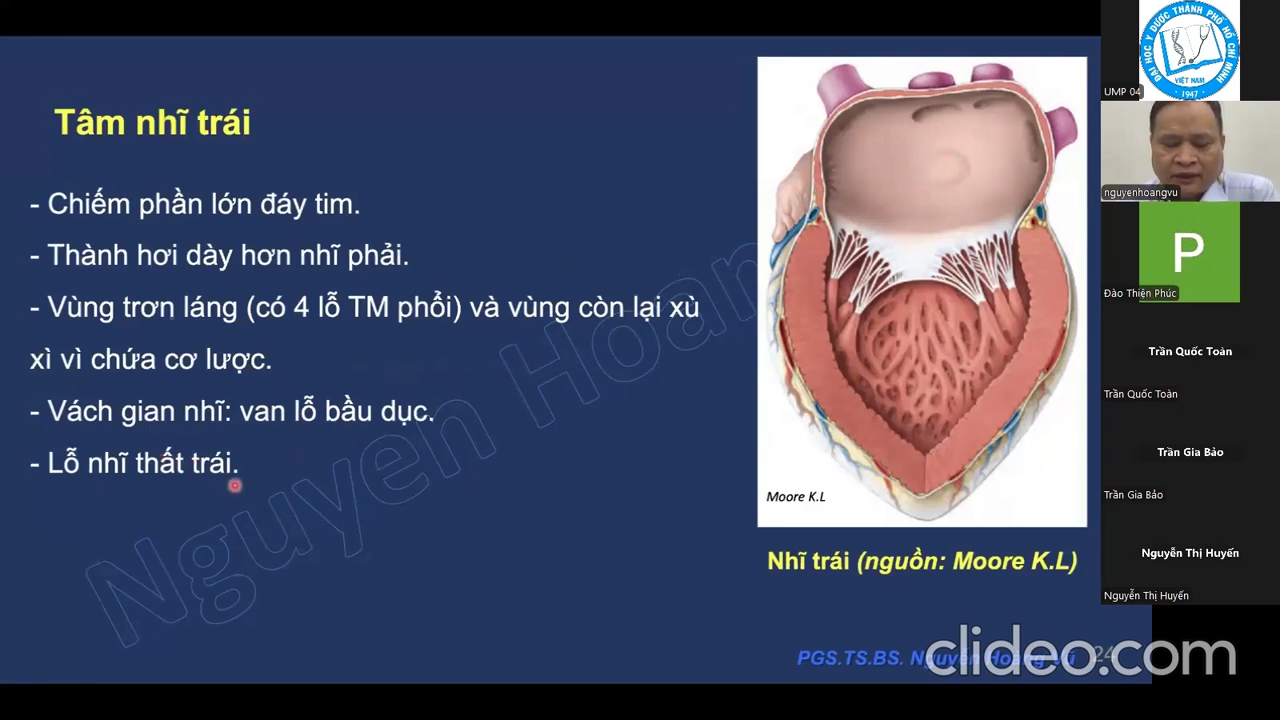 Tâm nhĩ trái
- Chiếm phần lớn đáy tim.
- Thành hơi dày hơn nhĩ phải.
- Vùng trơn láng (có 4 lỗ TM phổi) và vùng còn lại xù
xì vì chứa cơ lược.
- Vách gian nhĩ: van lỗ bầu dục.
- Lỗ nhĩ thất trái.
Nguyen Hoang
Moore K.L
Nhĩ trái (nguồn: Moore K.L)
PGS.TS.BS. Nguyễn Hoàng Vũ
24
clideo.com
ĐẠI HỌC Y DƯỢC THÀNH PHỐ HỒ CHÍ MINH
VIỆT NAM
1947
UMP 04
nguyenhoangvu
P
Đào Thiện Phúc
Trần Quốc Toàn
Trần Quốc Toàn
Trần Gia Bảo
Trần Gia Bảo
Nguyễn Thị Huyến
Nguyễn Thị Huyến